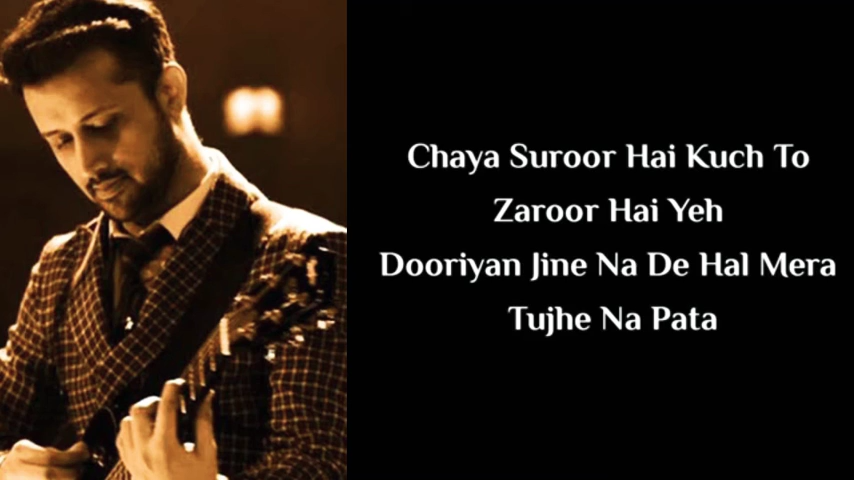 Chaya Suroor Hai Kuch To
Zaroor Hai Yeh
Dooriyan Jine Na De Hal Mera
Tujhe Na Pata